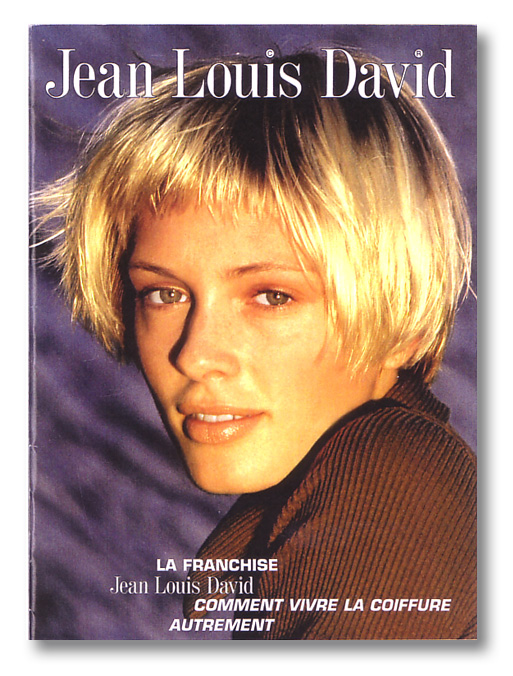 Jean Louis David
© ®
LA FRANCHISE
Jean Louis David
COMMENT VIVRE LA COIFFURE
AUTREMENT